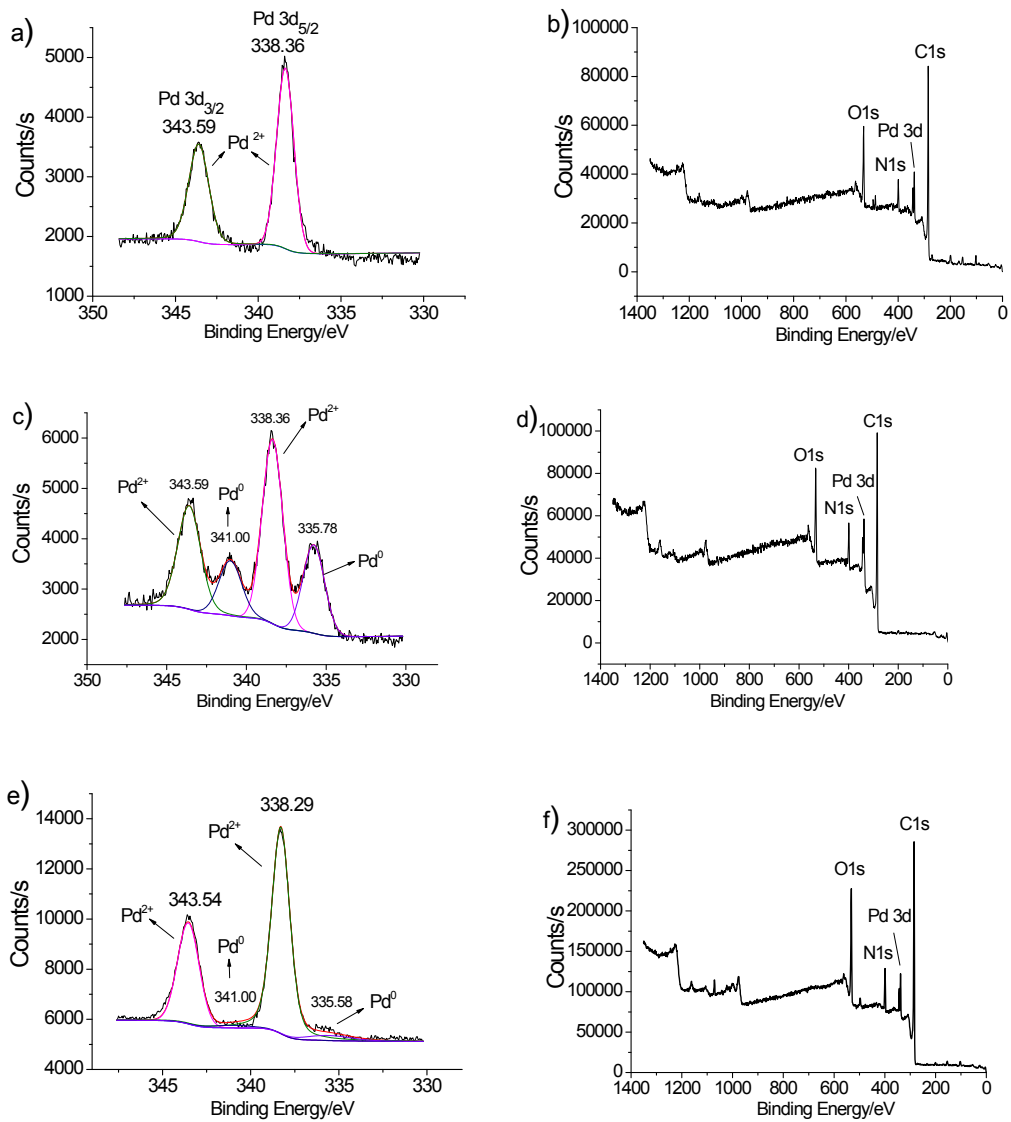 a)
Pd 3d5/2
338.36
Pd 3d3/2
343.59
Pd 2+
5000
4000
3000
2000
1000
Counts/s
350 345 340 335 330
Binding Energy/eV
b)
C1s
O1s
Pd 3d
N1s
100000
80000
60000
40000
20000
0
Counts/s
1400 1200 1000 800 600 400 200 0
Binding Energy/eV
c)
338.36
Pd2+
Pd2+
343.59
Pd0
341.00
335.78
Pd0
6000
5000
4000
3000
2000
Counts/s
350 345 340 335 330
Binding Energy/eV
d)
C1s
O1s
Pd 3d
N1s
100000
80000
60000
40000
20000
0
Counts/s
1400 1200 1000 800 600 400 200 0
Binding Energy/eV
e)
338.29
Pd2+
343.54
Pd2+
Pd0
341.00
335.58
Pd0
14000
12000
10000
8000
6000
4000
Counts/s
345 340 335 330
Binding Energy/eV
f)
C1s
O1s
Pd 3d
N1s
300000
250000
200000
150000
100000
50000
0
Counts/s
1400 1200 1000 800 600 400 200 0
Binding Energy/eV